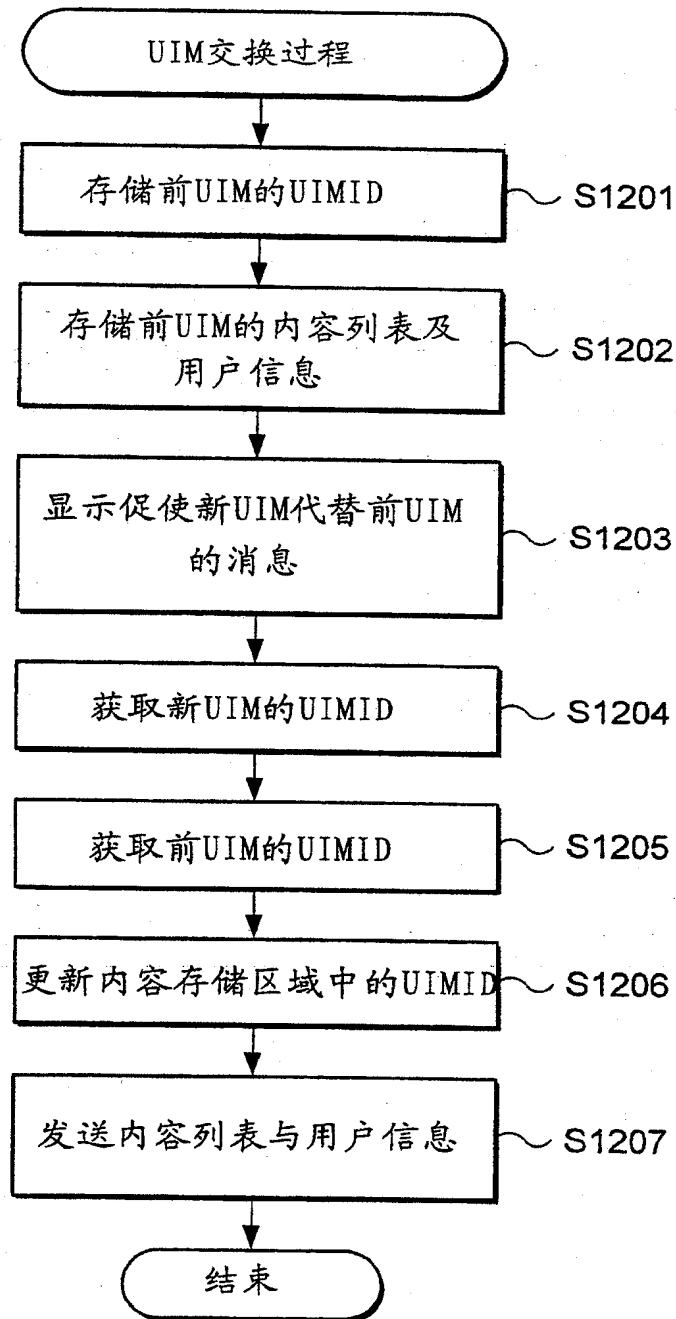 UIM交换过程
存储前UIM的UIMID
S1201
存储前UIM的内容列表及
用户信息
S1202
显示促使新UIM代替前UIM
的消息
S1203
获取新UIM的UIMID
S1204
获取前UIM的UIMID
S1205
更新内容存储区域中的UIMID
S1206
发送内容列表与用户信息
S1207
结束